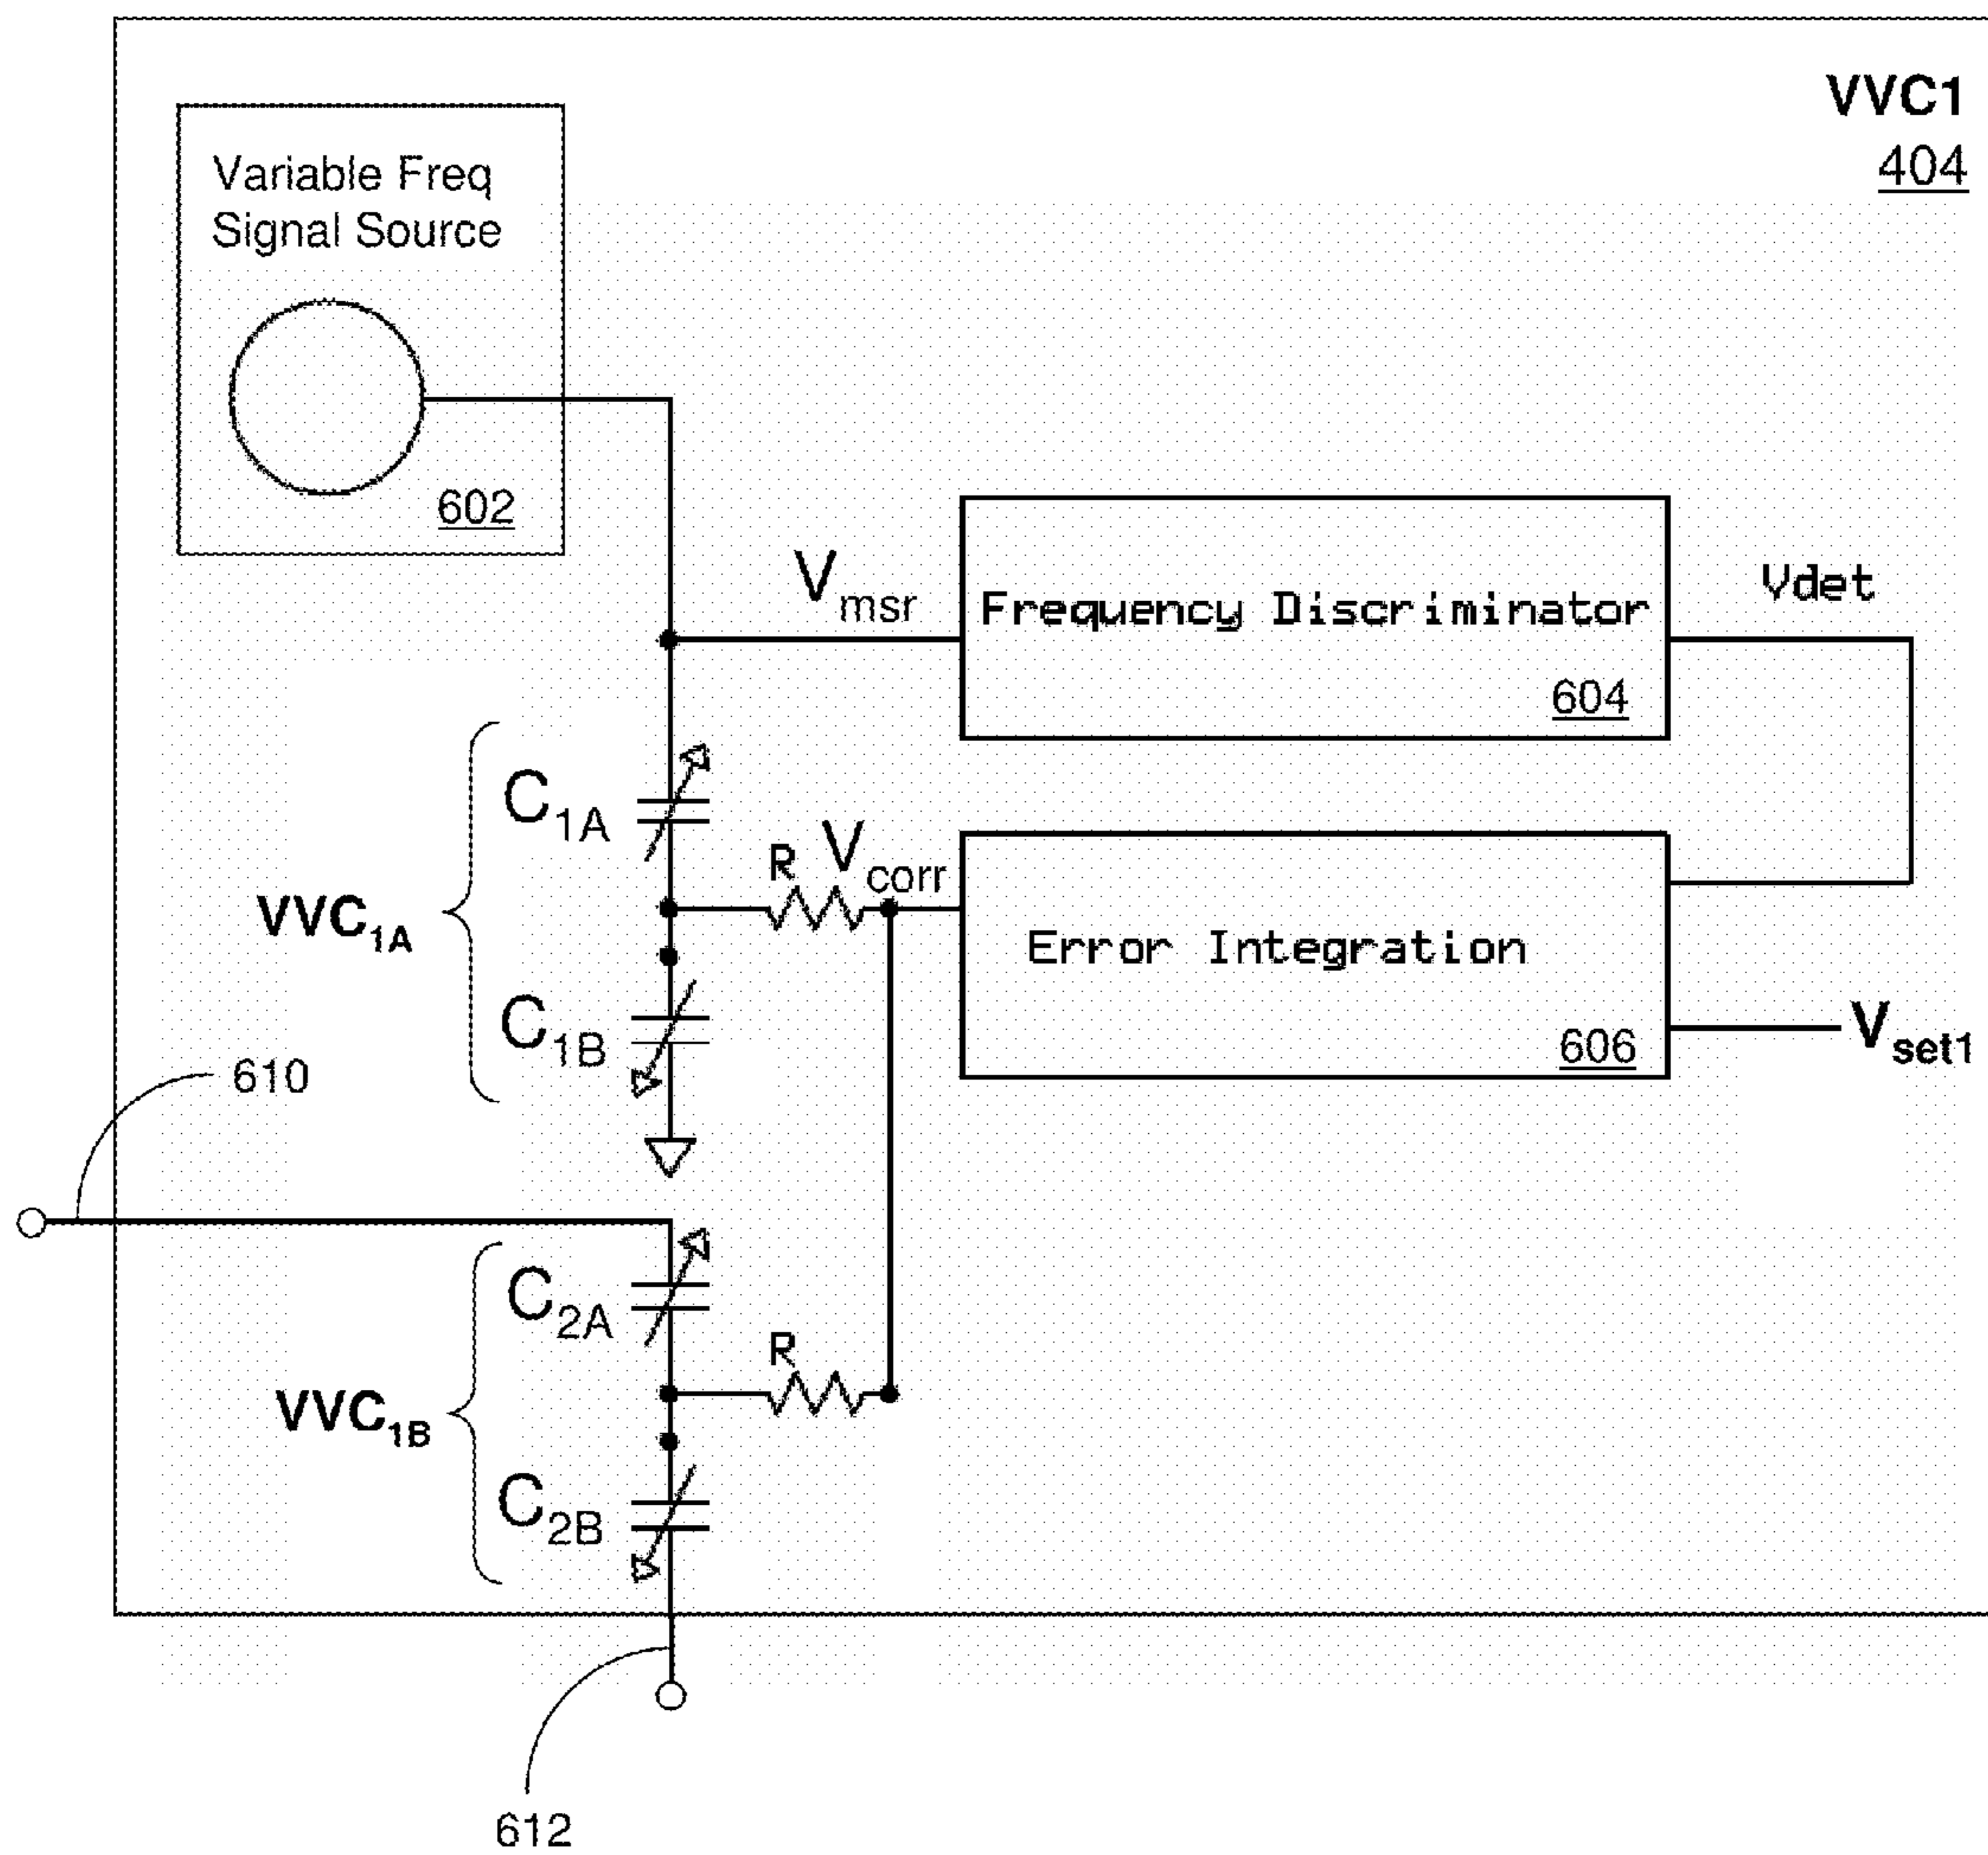 VVC1
404
Variable Freq
Signal Source
602
Vmsr
Frequency Discriminator
604
Vdet
C1A
R
Vcorr
VVC1A
Error Integration
606
C1B
Vset1
610
C2A
R
VVC1B
C2B
612